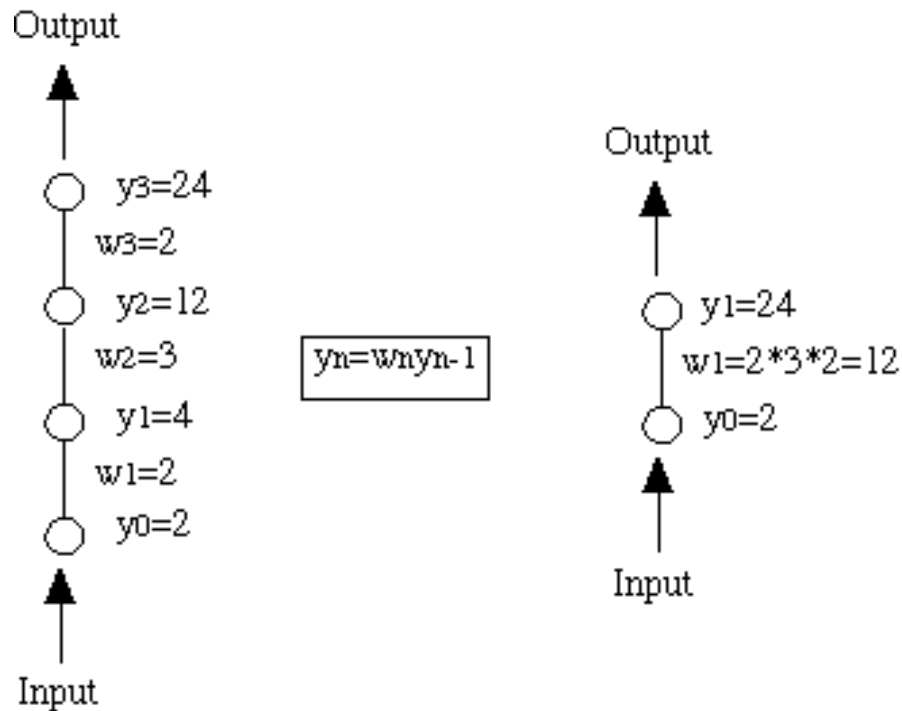 Output
y3=24
w3=2
y2=12
w2=3
y1=4
w1=2
y0=2
Input
yn=wnyn-1
Output
y1=24
w1=2*3*2=12
y0=2
Input